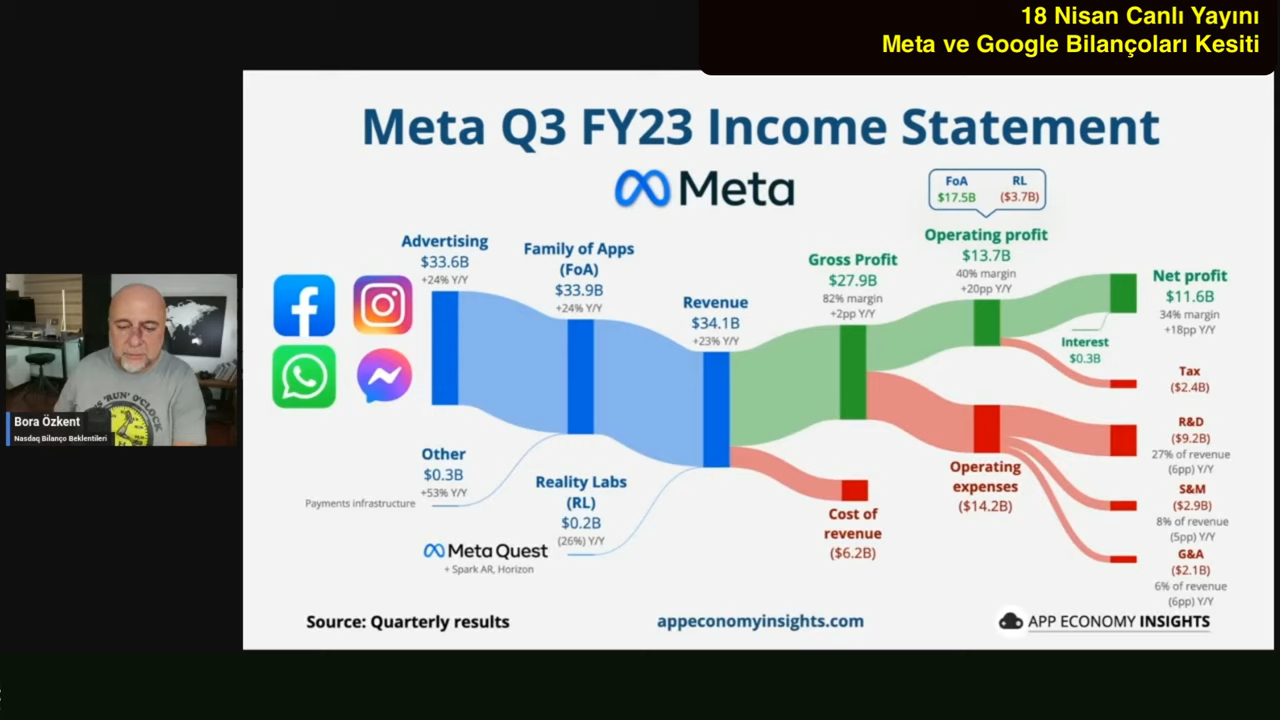 18 Nisan Canlı Yayını
Meta ve Google Bilançoları Kesiti
Meta Q3 FY23 Income Statement
Meta
FoA RL
$17.5B ($3.7B)
Advertising
$33.6B
+24% Y/Y
Family of Apps
(FoA)
$33.9B
+24% Y/Y
Revenue
$34.1B
+23% Y/Y
Gross Profit
$27.9B
82% margin
+2pp Y/Y
Operating profit
$13.7B
40% margin
+20pp Y/Y
Net profit
$11.6B
34% margin
+18pp Y/Y
Interest
$0.3B
Tax
($2.4B)
R&D
($9.2B)
27% of revenue
(6pp) Y/Y
S&M
($2.9B)
8% of revenue
(5pp) Y/Y
G&A
($2.1B)
6% of revenue
(6pp) Y/Y
Operating
expenses
($14.2B)
Cost of
revenue
($6.2B)
Other
$0.3B
+53% Y/Y
Payments infrastructure
Reality Labs
(RL)
$0.2B
(26%) Y/Y
Meta Quest
+ Spark AR, Horizon
'RUN' O'CLOCK
Bora Özkent
Nasdaq Bilanço Beklentileri
Source: Quarterly results
appeconomyinsights.com
APP ECONOMY INSIGHTS